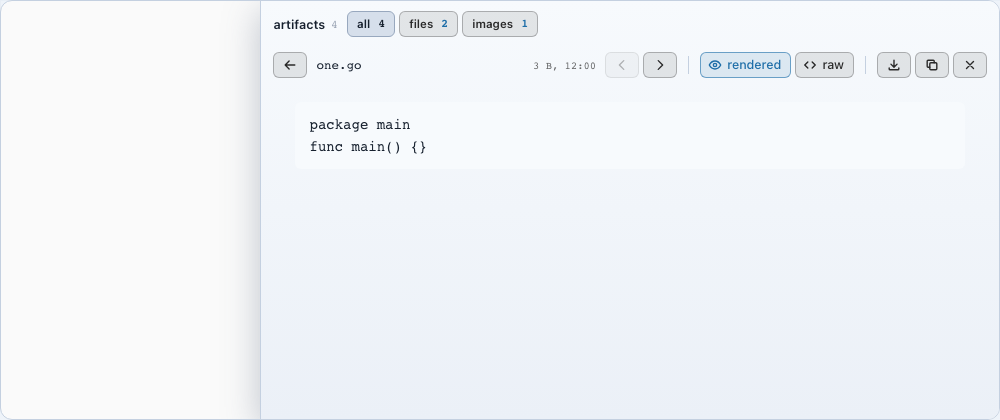 artifacts 4 all 4 files 2 images 1
one.go 3 B, 12:00 rendered raw
package main
func main() {}